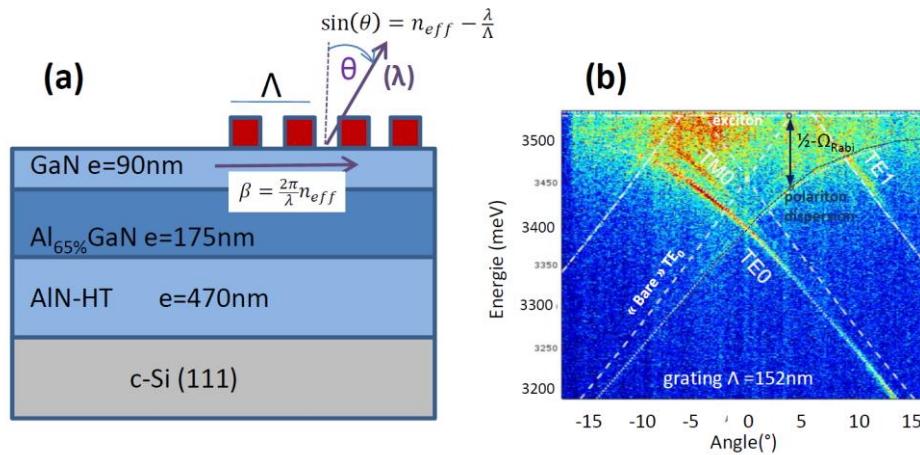 (a)
sin(θ) = n_eff − λ/Λ
θ
(λ)
Λ
GaN e=90nm
β = 2π/λ n_eff
Al65%GaN e=175nm
AlN-HT e=470nm
c-Si (111)
(b)
Energie (meV)
3500
3450
3400
3350
3300
3250
3200
exciton
½-ΩRabi
TM0
TE1
polariton
dispersion
« Bare » TE0
TE0
grating Λ =152nm
-15 -10 -5 0 5 10 15
Angle(°)